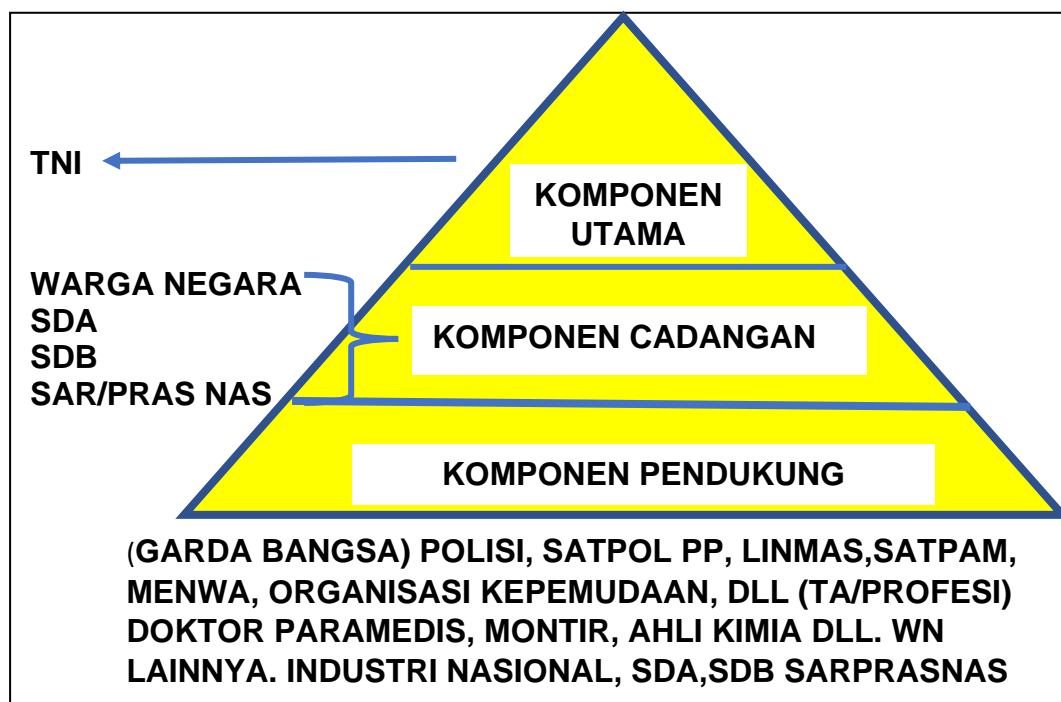 TNI
KOMPONEN
UTAMA
WARGA NEGARA
SDA
SDB
SAR/PRAS NAS
KOMPONEN CADANGAN
KOMPONEN PENDUKUNG
(GARDA BANGSA) POLISI, SATPOL PP, LINMAS,SATPAM,
MENWA, ORGANISASI KEPEMUDAAN, DLL (TA/PROFESI)
DOKTOR PARAMEDIS, MONTIR, AHLI KIMIA DLL. WN
LAINNYA. INDUSTRI NASIONAL, SDA,SDB SARPRASNAS